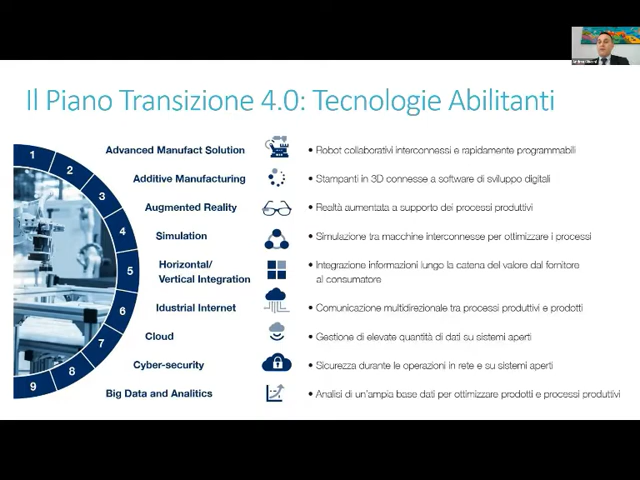 Il Piano Transizione 4.0: Tecnologie Abilitanti
1 Advanced Manufact Solution • Robot collaborativi interconnessi e rapidamente programmabili
2 Additive Manufacturing • Stampanti in 3D connesse a software di sviluppo digitali
3 Augmented Reality • Realtà aumentata a supporto dei processi produttivi
4 Simulation • Simulazione tra macchine interconnesse per ottimizzare i processi
5 Horizontal/ • Integrazione informazioni lungo la catena del valore dal fornitore
Vertical Integration al consumatore
6 Idustrial Internet • Comunicazione multidirezionale tra processi produttivi e prodotti
7 Cloud • Gestione di elevate quantità di dati su sistemi aperti
8 Cyber-security • Sicurezza durante le operazioni in rete e su sistemi aperti
9 Big Data and Analitics • Analisi di un'ampia base dati per ottimizzare prodotti e processi produttivi